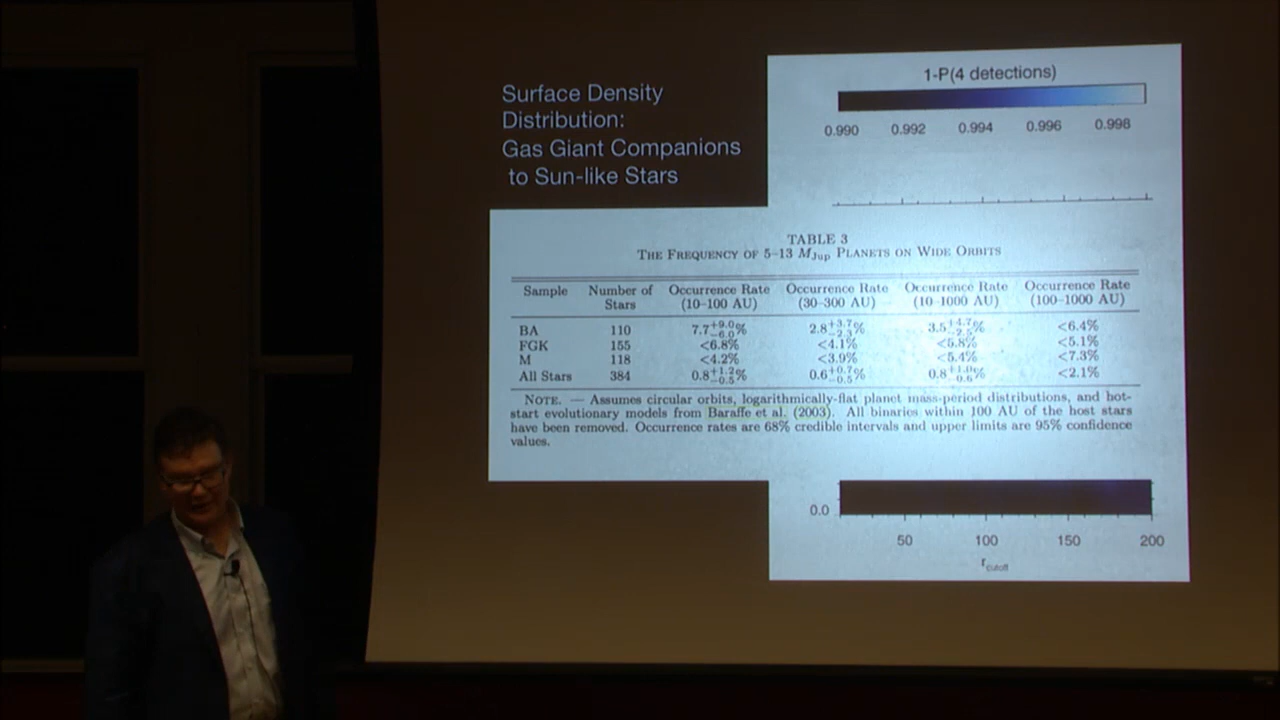 Surface Density
Distribution:
Gas Giant Companions
to Sun-like Stars
1-P(4 detections)
0.990 0.992 0.994 0.996 0.998
TABLE 3
THE FREQUENCY OF 5–13 MJup PLANETS ON WIDE ORBITS
Sample Number of Occurrence Rate Occurrence Rate Occurrence Rate Occurrence Rate
Stars (10–100 AU) (30–300 AU) (10–1000 AU) (100–1000 AU)
BA 110 7.7+9.0−6.0% 2.8+3.7−2.3% 3.5+4.7−2.5% <6.4%
FGK 155 <6.8% <4.1% <5.8% <5.1%
M 118 <4.2% <3.9% <5.4% <7.3%
All Stars 384 0.8+1.2−0.5% 0.6+0.7−0.5% 0.8+1.0−0.6% <2.1%
NOTE. — Assumes circular orbits, logarithmically-flat planet mass-period distributions, and hot-
start evolutionary models from Baraffe et al. (2003). All binaries within 100 AU of the host stars
have been removed. Occurrence rates are 68% credible intervals and upper limits are 95% confidence
values.
0.0
50 100 150 200
rcutoff